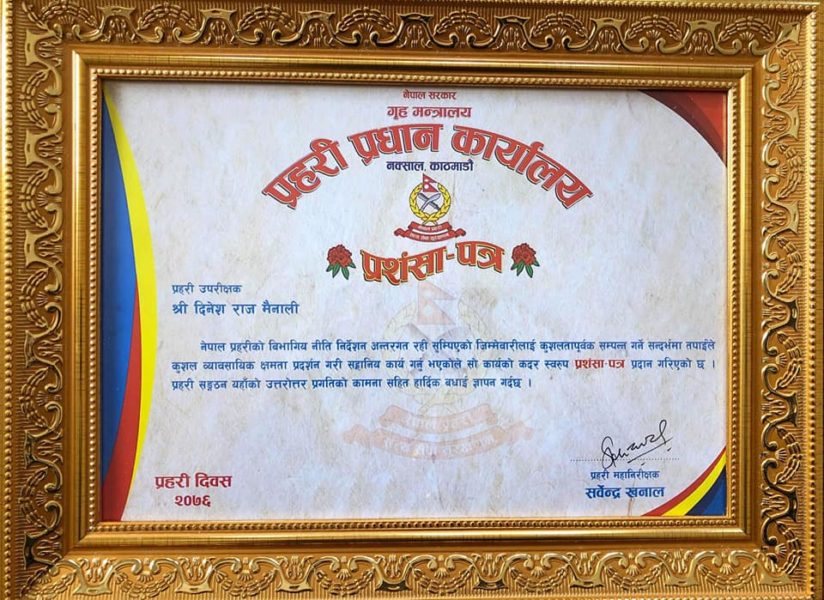 नेपाल सरकार
गृह मन्त्रालय
प्रहरी प्रधान कार्यालय
नक्साल, काठमाडौं
नेपाल प्रहरी
प्रशंसा-पत्र
प्रहरी उपरीक्षक
श्री दिनेश राज मैनाली
नेपाल प्रहरीको बिभागिय नीति निर्देशन अन्तरगत रही सुम्पिएको जिम्मेवारीलाई कुशलतापुर्वक सम्पन्न गर्ने सन्दर्भमा तपाईंले
कुशल व्यावसायिक क्षमता प्रदर्शन गरी सह्रानिय कार्य गर्नु भएकोले सो कार्यको कदर स्वरुप प्रशंसा-पत्र प्रदान गरिएको छ ।
प्रहरी सङ्गठन यहाँको उत्तरोत्तर प्रगतिको कामना सहित हार्दिक बधाई ज्ञापन गर्दछ ।
प्रहरी दिवस
२०७६
प्रहरी महानिरीक्षक
सर्वेन्द्र खनाल